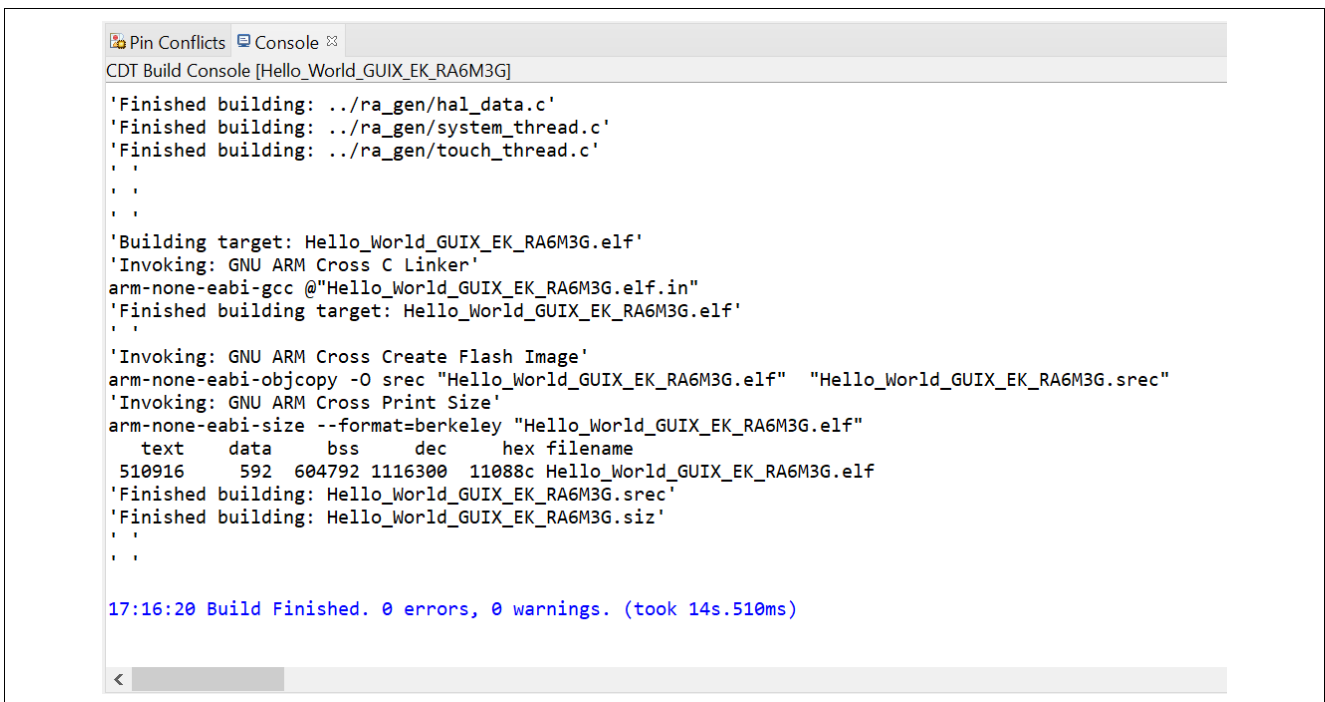 Pin Conflicts Console
CDT Build Console [Hello_World_GUIX_EK_RA6M3G]
'Finished building: ../ra_gen/hal_data.c'
'Finished building: ../ra_gen/system_thread.c'
'Finished building: ../ra_gen/touch_thread.c'
' '
' '
' '
'Building target: Hello_World_GUIX_EK_RA6M3G.elf'
'Invoking: GNU ARM Cross C Linker'
arm-none-eabi-gcc @"Hello_World_GUIX_EK_RA6M3G.elf.in"
'Finished building target: Hello_World_GUIX_EK_RA6M3G.elf'
' '
'Invoking: GNU ARM Cross Create Flash Image'
arm-none-eabi-objcopy -O srec "Hello_World_GUIX_EK_RA6M3G.elf"  "Hello_World_GUIX_EK_RA6M3G.srec"
'Invoking: GNU ARM Cross Print Size'
arm-none-eabi-size --format=berkeley "Hello_World_GUIX_EK_RA6M3G.elf"
   text    data     bss     dec     hex filename
 510916     592  604792 1116300  11088c Hello_World_GUIX_EK_RA6M3G.elf
'Finished building: Hello_World_GUIX_EK_RA6M3G.srec'
'Finished building: Hello_World_GUIX_EK_RA6M3G.siz'
' '
' '
17:16:20 Build Finished. 0 errors, 0 warnings. (took 14s.510ms)